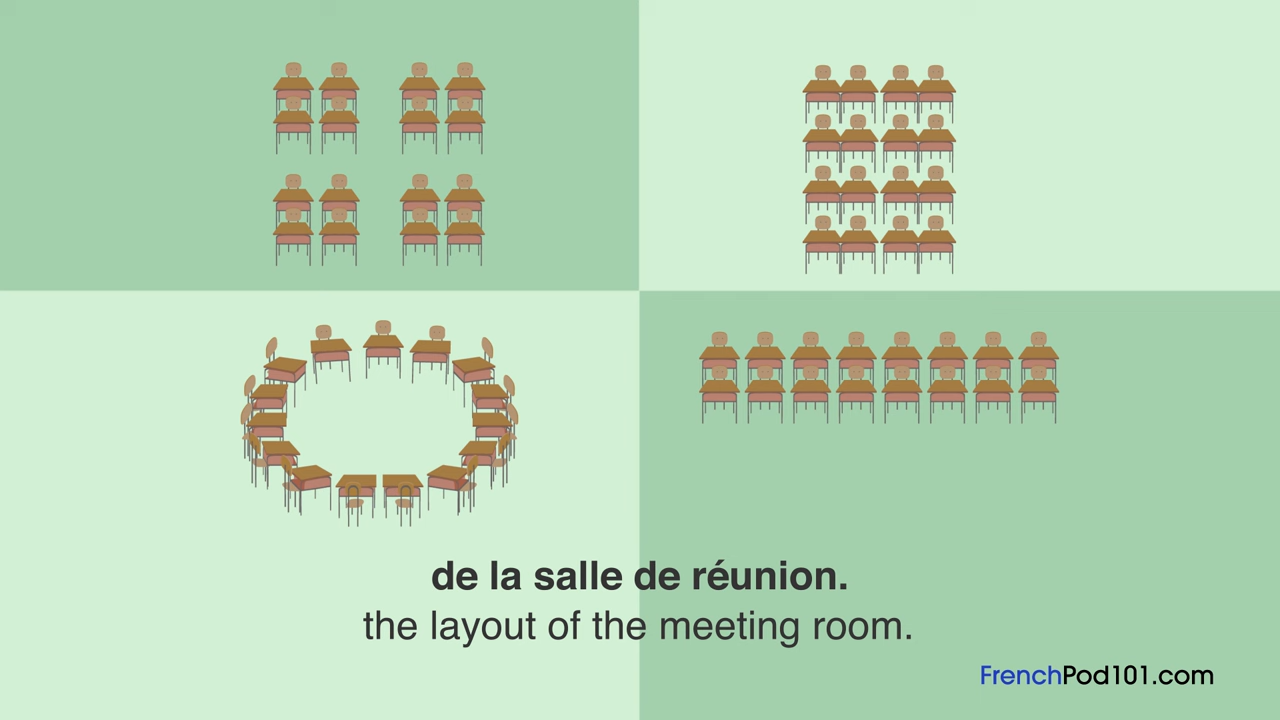 de la salle de réunion.
the layout of the meeting room.
FrenchPod101.com